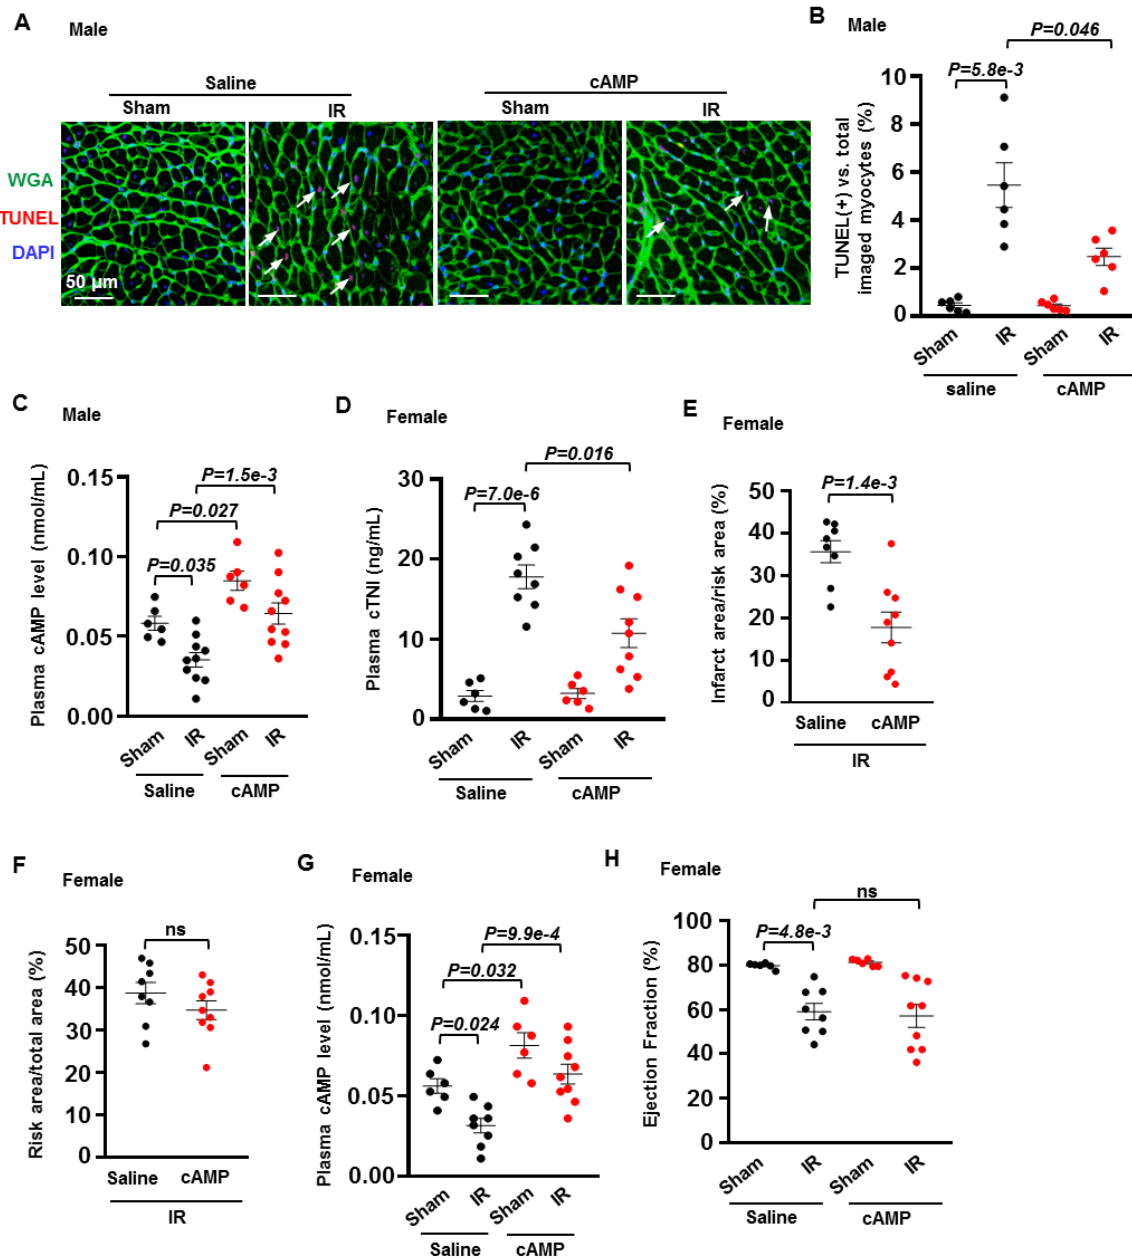 A Male
Saline cAMP
Sham IR Sham IR
WGA
TUNEL
DAPI
50 µm
B Male
P=0.046
P=5.8e-3
TUNEL(+) vs. total
imaged myocytes (%)
10
8
6
4
2
0
Sham IR Sham IR
saline cAMP
C Male
Plasma cAMP level (nmol/mL)
0.15
0.10
0.05
0.00
P=1.5e-3
P=0.027
P=0.035
Sham IR Sham IR
Saline cAMP
D Female
Plasma cTNI (ng/mL)
30
20
10
0
P=0.016
P=7.0e-6
Sham IR Sham IR
Saline cAMP
E Female
Infarct area/risk area (%)
50
40
30
20
10
0
P=1.4e-3
Saline cAMP
IR
F Female
Risk area/total area (%)
50
40
30
20
10
0
ns
Saline cAMP
IR
G Female
Plasma cAMP level (nmol/mL)
0.15
0.10
0.05
0.00
P=9.9e-4
P=0.032
P=0.024
Sham IR Sham IR
Saline cAMP
H Female
Ejection Fraction (%)
100
80
60
40
20
0
ns
P=4.8e-3
Sham IR Sham IR
Saline cAMP